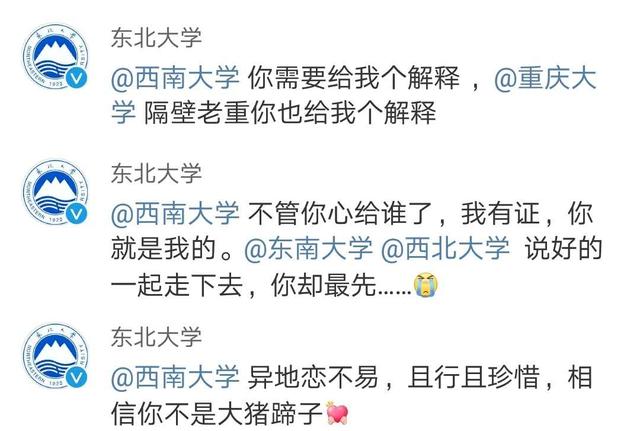 东北大学
@西南大学 你需要给我个解释，@重庆大
学 隔壁老重你也给我个解释
东北大学
@西南大学 不管你心给谁了，我有证，你
就是我的。@东南大学 @西北大学 说好的
一起走下去，你却最先……😭
东北大学
@西南大学 异地恋不易，且行且珍惜，相
信你不是大猪蹄子💘